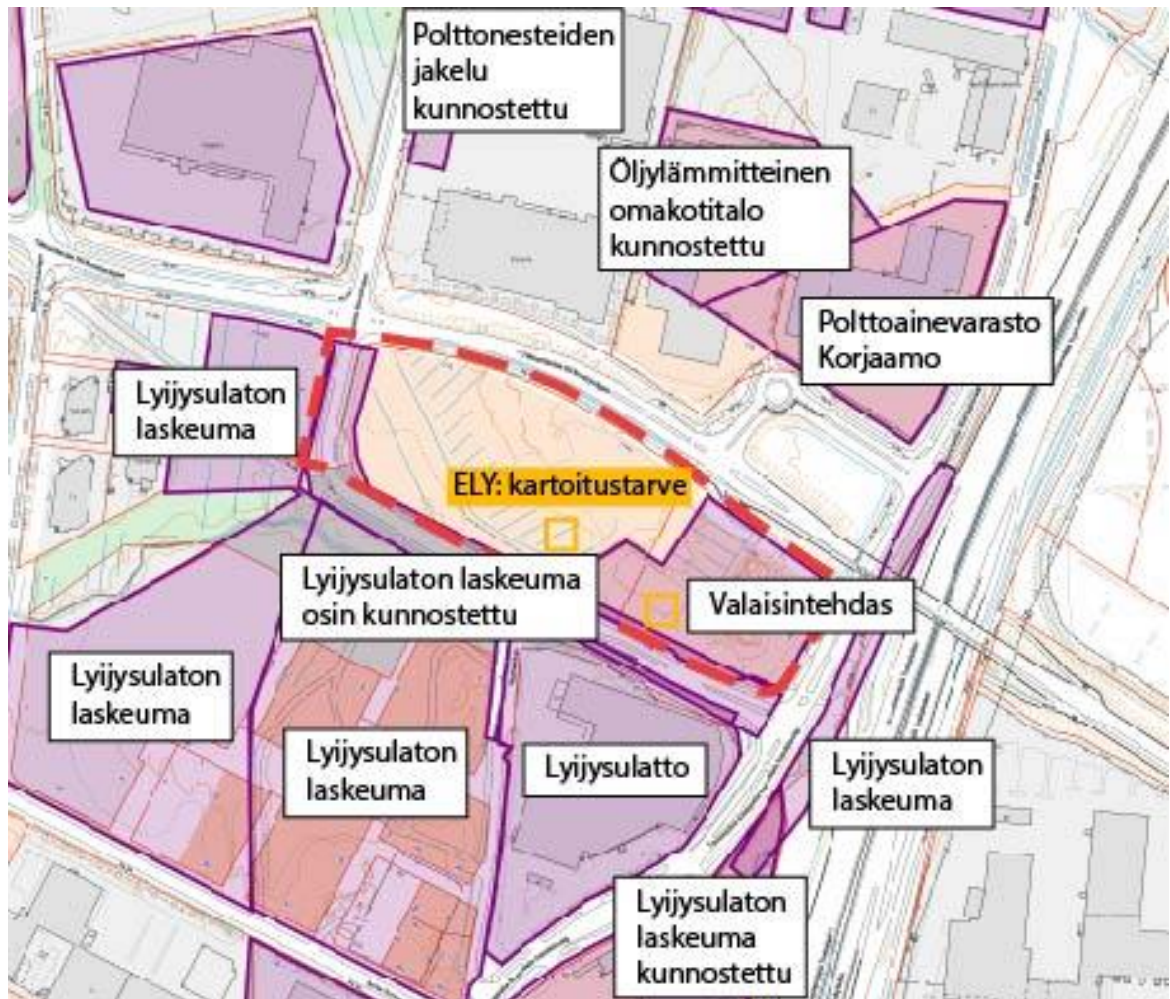 Polttonesteiden
jakelu
kunnostettu
Öljylämmitteinen
omakotitalo
kunnostettu
Polttoainevarasto
Korjaamo
Lyijysulaton
laskeuma
ELY: kartoitustarve
Lyijysulaton laskeuma
osin kunnostettu
Valaisintehdas
Lyijysulaton
laskeuma
Lyijysulaton
laskeuma
Lyijysulatto
Lyijysulaton
laskeuma
Lyijysulaton
laskeuma
kunnostettu